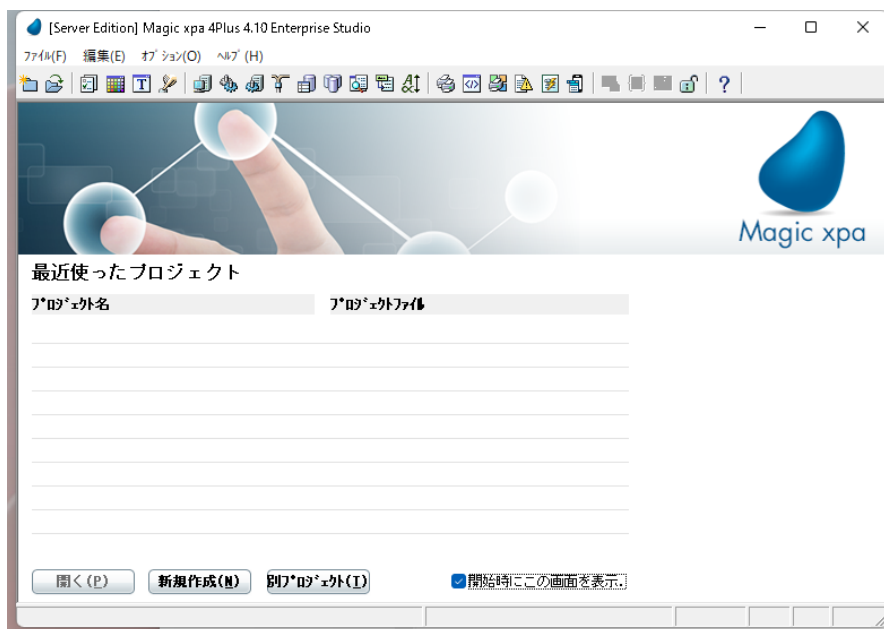 [Server Edition] Magic xpa 4Plus 4.10 Enterprise Studio
ﾌｧｲﾙ(F) 編集(E) ｵﾌﾟｼｮﾝ(O) ﾍﾙﾌﾟ(H)
T
?
Magic xpa
最近使ったプロジェクト
ﾌﾟﾛｼﾞｪｸﾄ名 ﾌﾟﾛｼﾞｪｸﾄﾌｧｲﾙ
開く(P) 新規作成(N) 別ﾌﾟﾛｼﾞｪｸﾄ(I) 開始時にこの画面を表示.